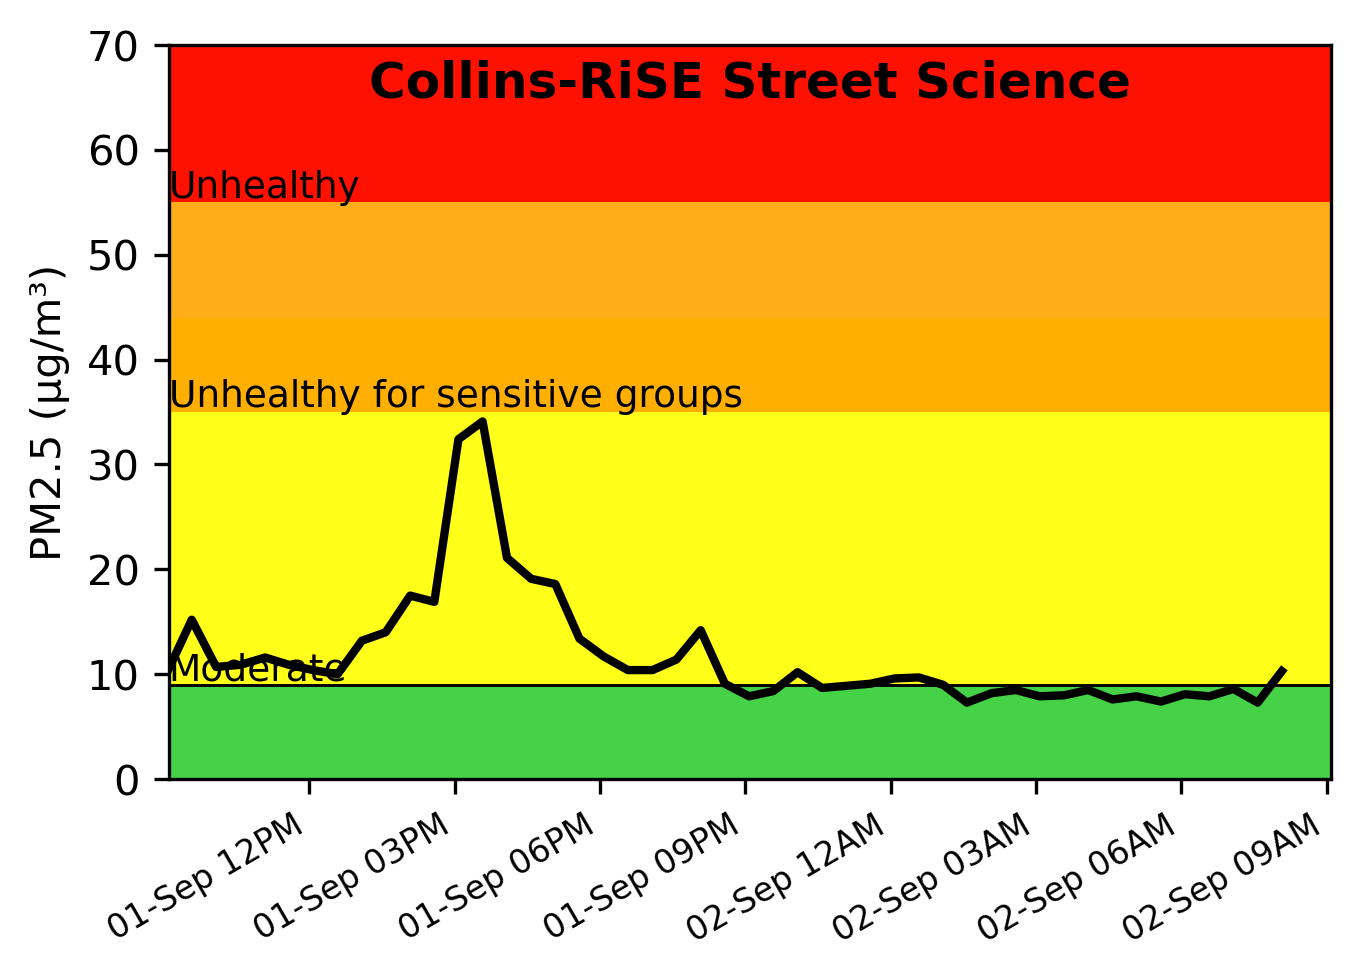 Collins-RiSE Street Science
70
60
50
40
30
20
10
0
PM2.5 (µg/m³)
Unhealthy
Unhealthy for sensitive groups
Moderate
01-Sep 12PM
01-Sep 03PM
01-Sep 06PM
01-Sep 09PM
02-Sep 12AM
02-Sep 03AM
02-Sep 06AM
02-Sep 09AM